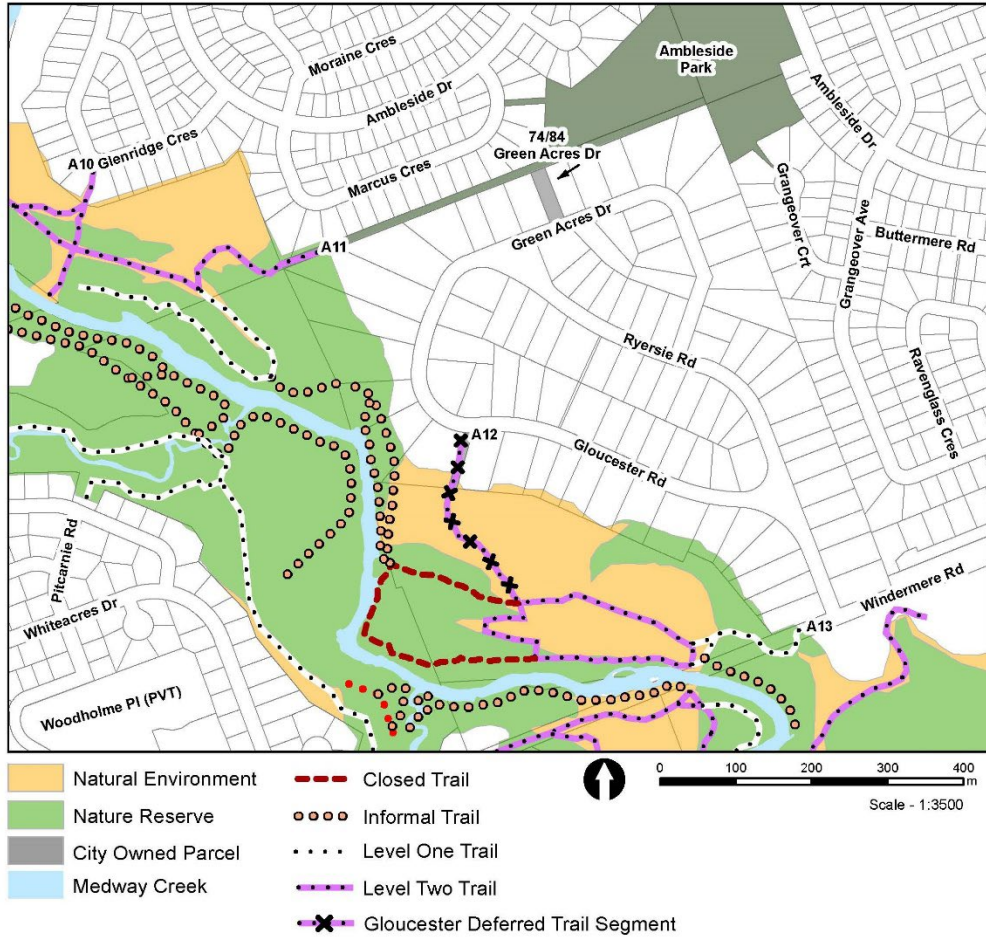 Ambleside
Park
Moraine Cres
Ambleside Dr
Ambleside Dr
74/84
Green Acres Dr
A10 Glenridge Cres
Marcus Cres
Grangeover Crt
Grangeover Ave
Buttermere Rd
Green Acres Dr
A11
Ryersie Rd
Ravenglass Cres
A12
Gloucester Rd
Pitcarnie Rd
Windermere Rd
Whiteacres Dr
A13
Woodholme Pl (PVT)
Natural Environment
Nature Reserve
City Owned Parcel
Medway Creek
Closed Trail
Informal Trail
Level One Trail
Level Two Trail
Gloucester Deferred Trail Segment
0 100 200 300 400
m
Scale - 1:3500